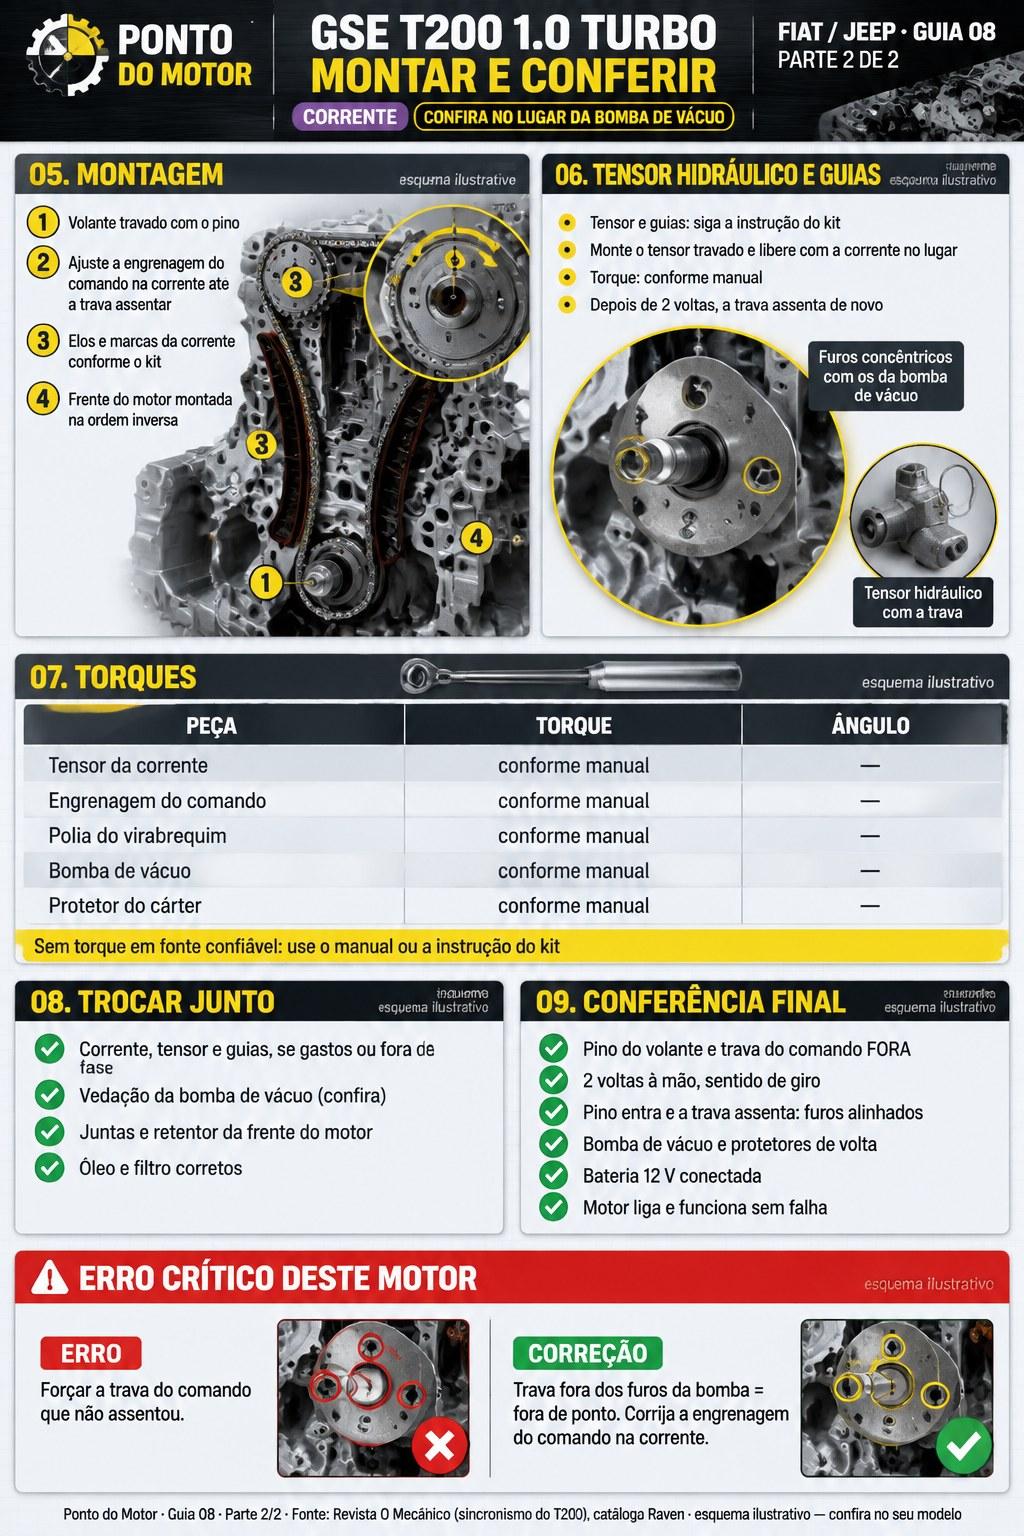 PONTO
DO MOTOR
GSE T200 1.0 TURBO
MONTAR E CONFERIR
CORRENTE
CONFIRA NO LUGAR DA BOMBA DE VÁCUO
FIAT / JEEP · GUIA 08
PARTE 2 DE 2
05. MONTAGEM
esquma ilustrative
1 Volante travado com o pino
2 Ajuste a engrenagem do
comando na corrente até
a trava assentar
3 Elos e marcas da corrente
conforme o kit
4 Frente do motor montada
na ordem inversa
3
3
4
1
06. TENSOR HIDRÁULICO E GUIAS
ilustrativo
Tensor e guias: siga a instrução do kit
Monte o tensor travado e libere com a corrente no lugar
Torque: conforme manual
Depois de 2 voltas, a trava assenta de novo
Furos concêntricos
com os da bomba
de vácuo
Tensor hidráulico
com a trava
07. TORQUES
esquema ilustrativo
PEÇA TORQUE ÂNGULO
Tensor da corrente conforme manual —
Engrenagem do comando conforme manual —
Polia do virabrequim conforme manual —
Bomba de vácuo conforme manual —
Protetor do cárter conforme manual —
Sem torque em fonte confiável: use o manual ou a instrução do kit
08. TROCAR JUNTO
esquema ilustrativo
Corrente, tensor e guias, se gastos ou fora de
fase
Vedação da bomba de vácuo (confira)
Juntas e retentor da frente do motor
Óleo e filtro corretos
09. CONFERÊNCIA FINAL
esquema ilustrativo
Pino do volante e trava do comando FORA
2 voltas à mão, sentido de giro
Pino entra e a trava assenta: furos alinhados
Bomba de vácuo e protetores de volta
Bateria 12 V conectada
Motor liga e funciona sem falha
ERRO CRÍTICO DESTE MOTOR
esquema ilustrativo
ERRO
Forçar a trava do comando
que não assentou.
CORREÇÃO
Trava fora dos furos da bomba =
fora de ponto. Corrija a engrenagem
do comando na corrente.
Ponto do Motor · Guia 08 · Parte 2/2 · Fonte: Revista O Mecáhico (sincronismo do T200), catáloga Raven · esquema ilustrativo — confira no seu modelo